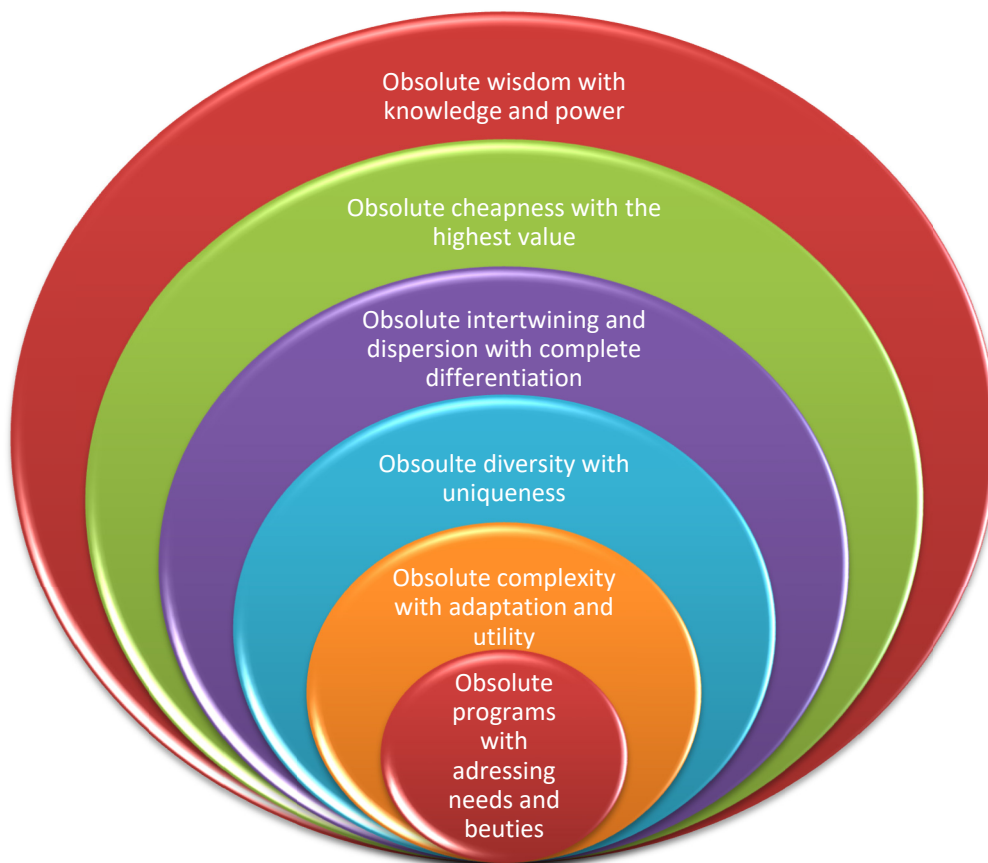 Obsolute wisdom with
knowledge and power
Obsolute cheapness with the
highest value
Obsolute intertwining and
dispersion with complete
differentiation
Obsoulte diversity with
uniqueness
Obsolute complexity
with adaptation and
utility
Obsolute
programs
with
adressing
needs and
beuties